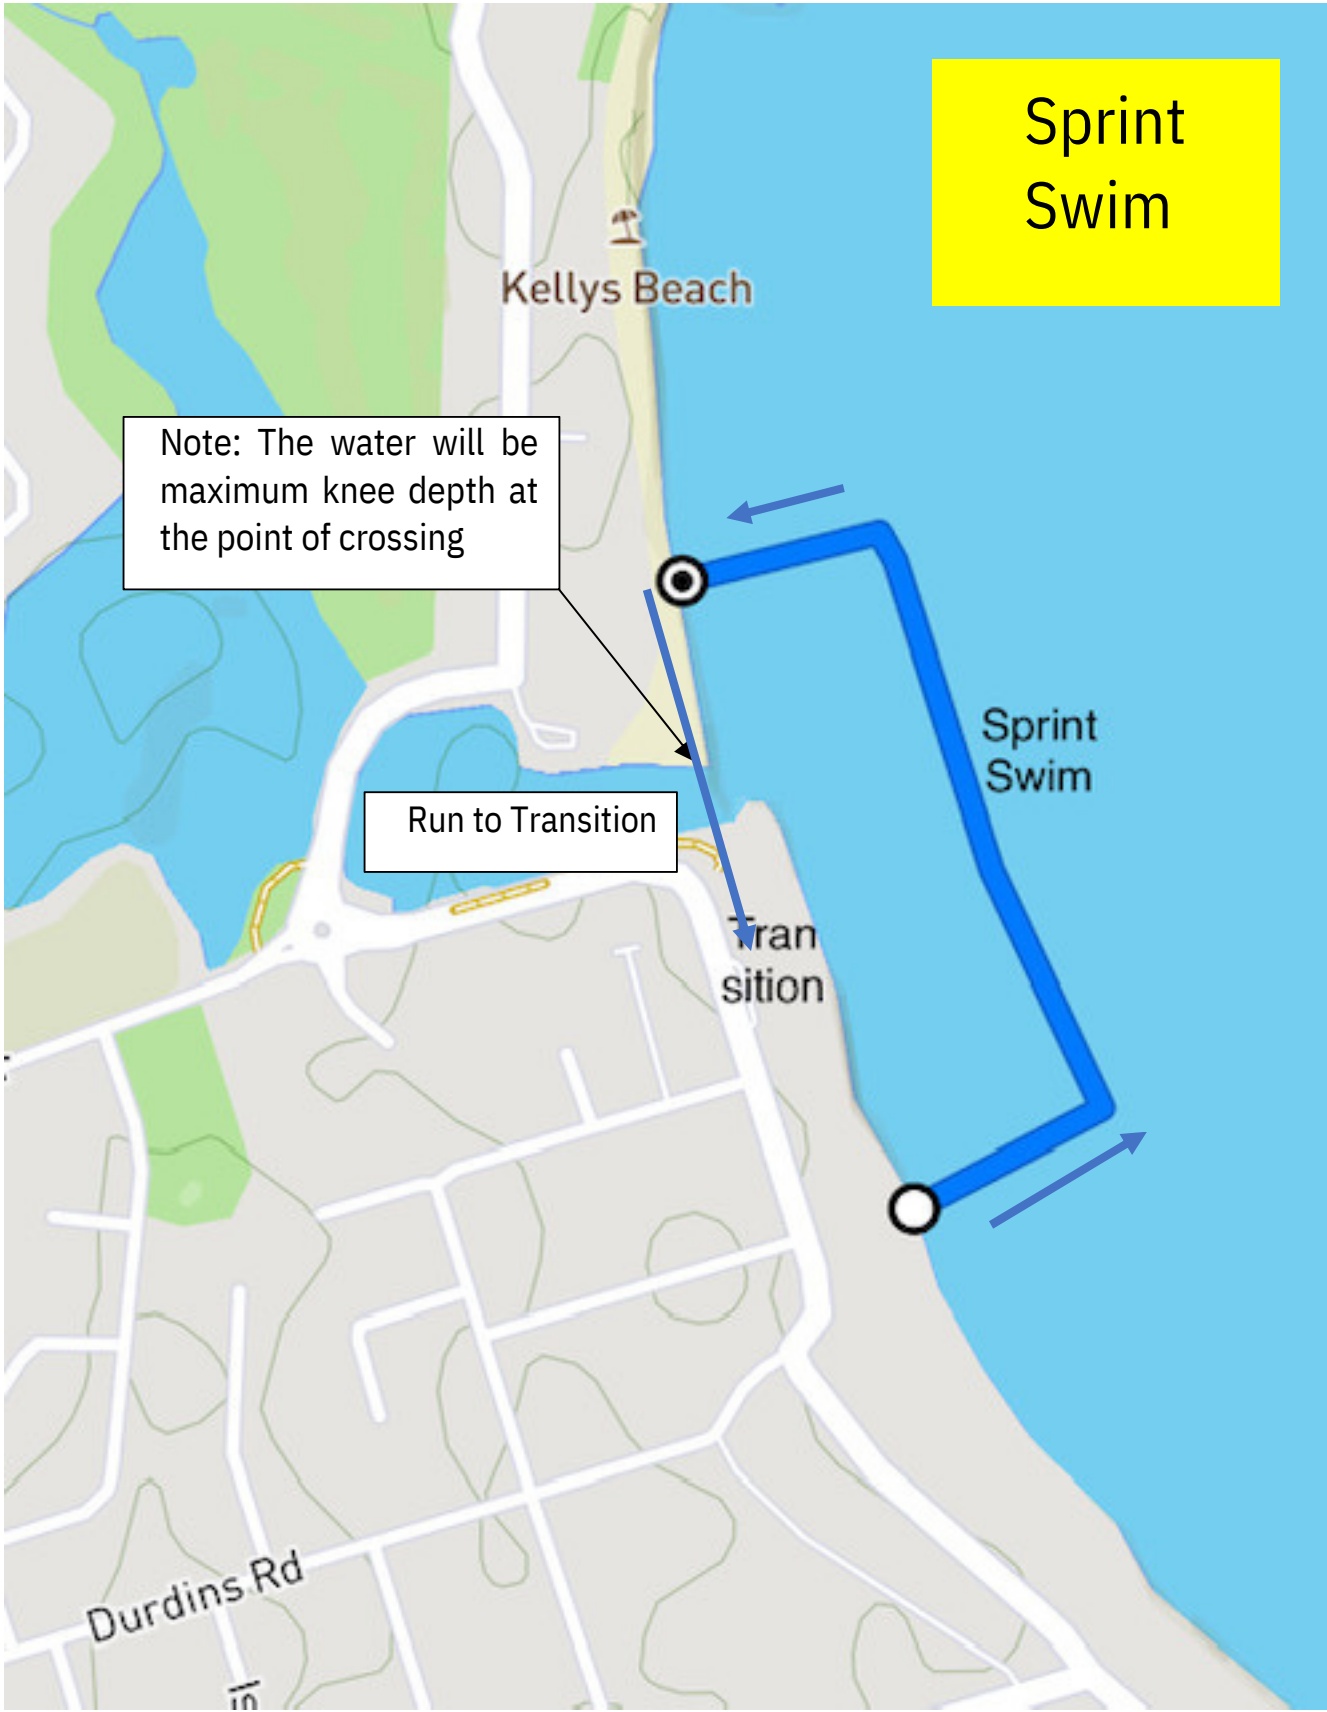 Sprint
Swim
Kellys Beach
Note: The water will be
maximum knee depth at
the point of crossing
Sprint
Swim
Run to Transition
Tran
sition
Durdins Rd